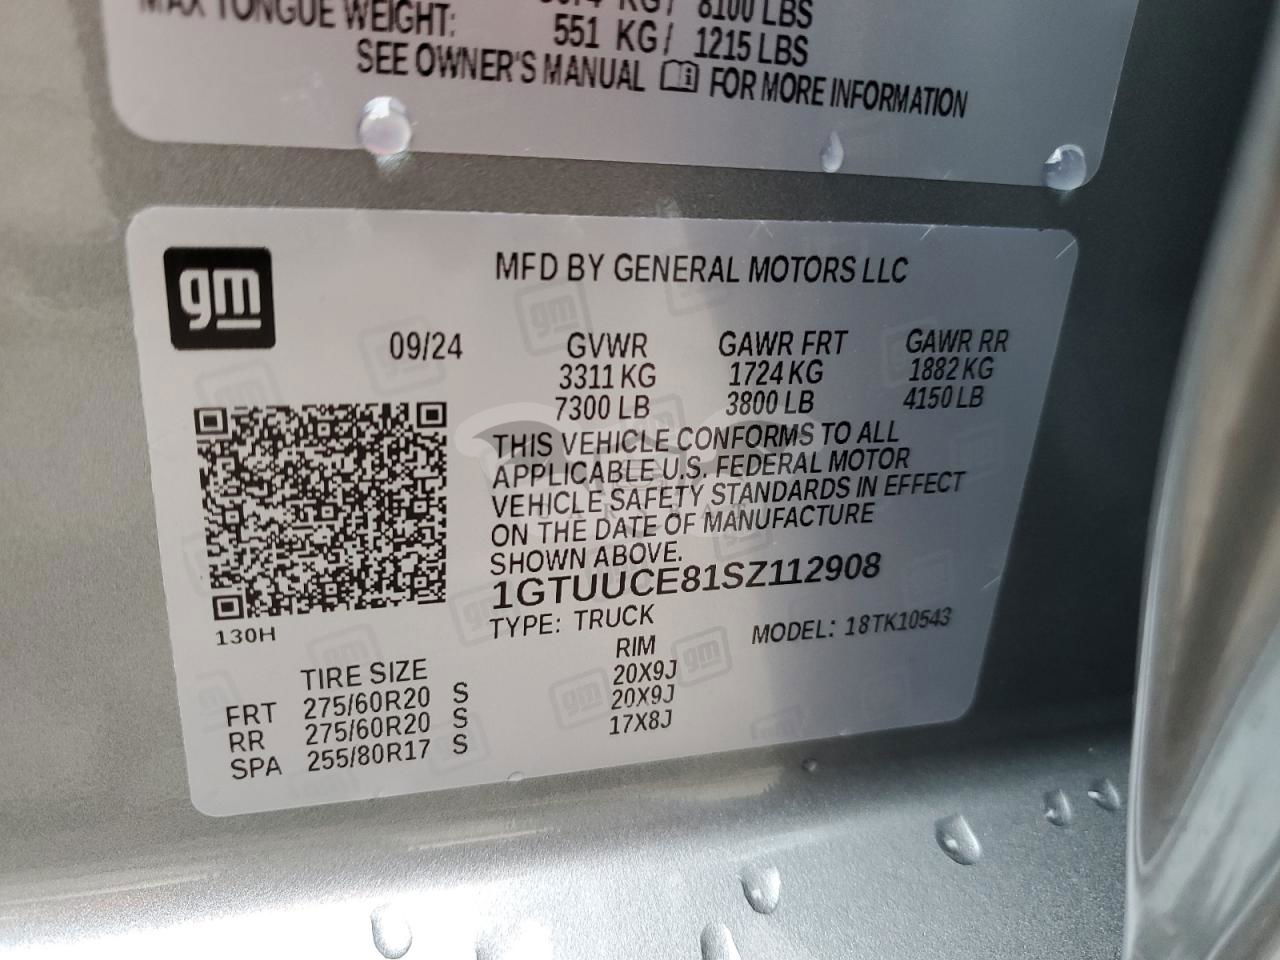 MAX TONGUE WEIGHT: 551 KG/ 1215 LBS
8100 LBS
SEE OWNER'S MANUAL FOR MORE INFORMATION
gm
MFD BY GENERAL MOTORS LLC
09/24 GVWR GAWR FRT GAWR RR
3311 KG 1724 KG 1882 KG
7300 LB 3800 LB 4150 LB
THIS VEHICLE CONFORMS TO ALL
APPLICABLE U.S. FEDERAL MOTOR
VEHICLE SAFETY STANDARDS IN EFFECT
ON THE DATE OF MANUFACTURE
SHOWN ABOVE.
1GTUUCE81SZ112908
130H
TYPE: TRUCK MODEL: 18TK10543
TIRE SIZE RIM
FRT 275/60R20 S 20X9J
RR 275/60R20 S 20X9J
SPA 255/80R17 S 17X8J